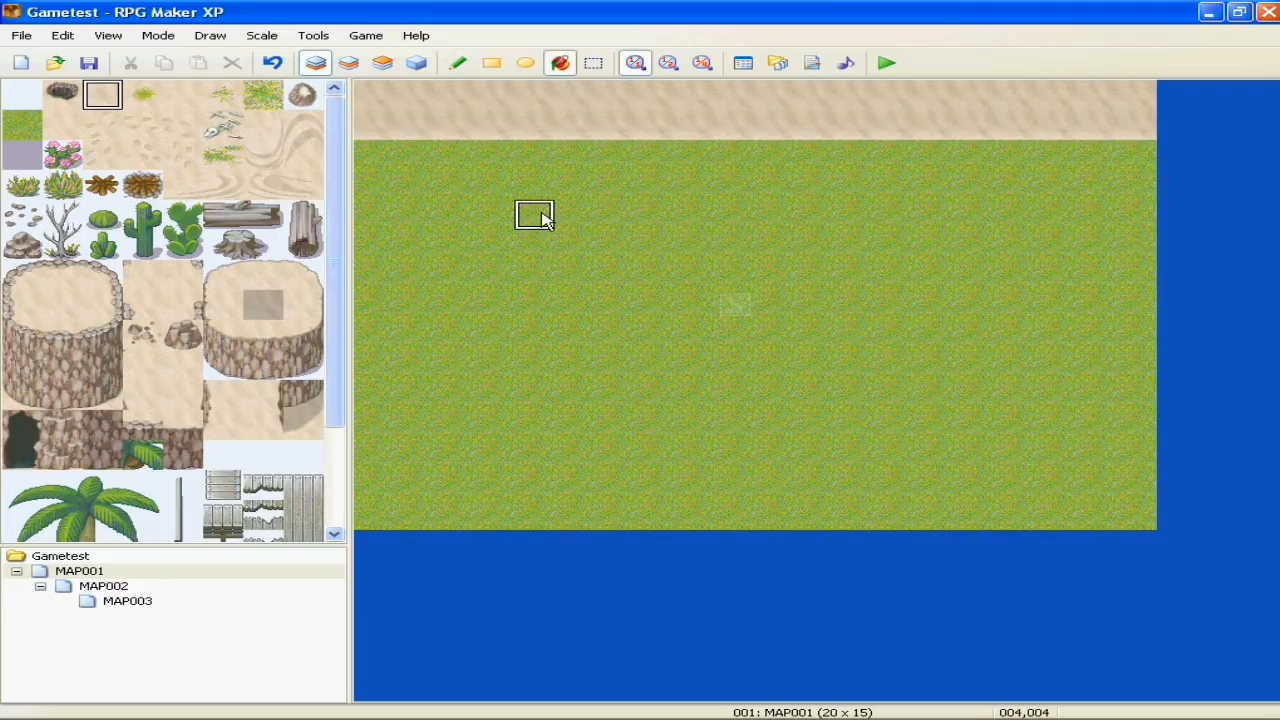 Gametest - RPG Maker XP
File Edit View Mode Draw Scale Tools Game Help
Gametest
MAP001
MAP002
MAP003
001: MAP001 (20 x 15) 004,004